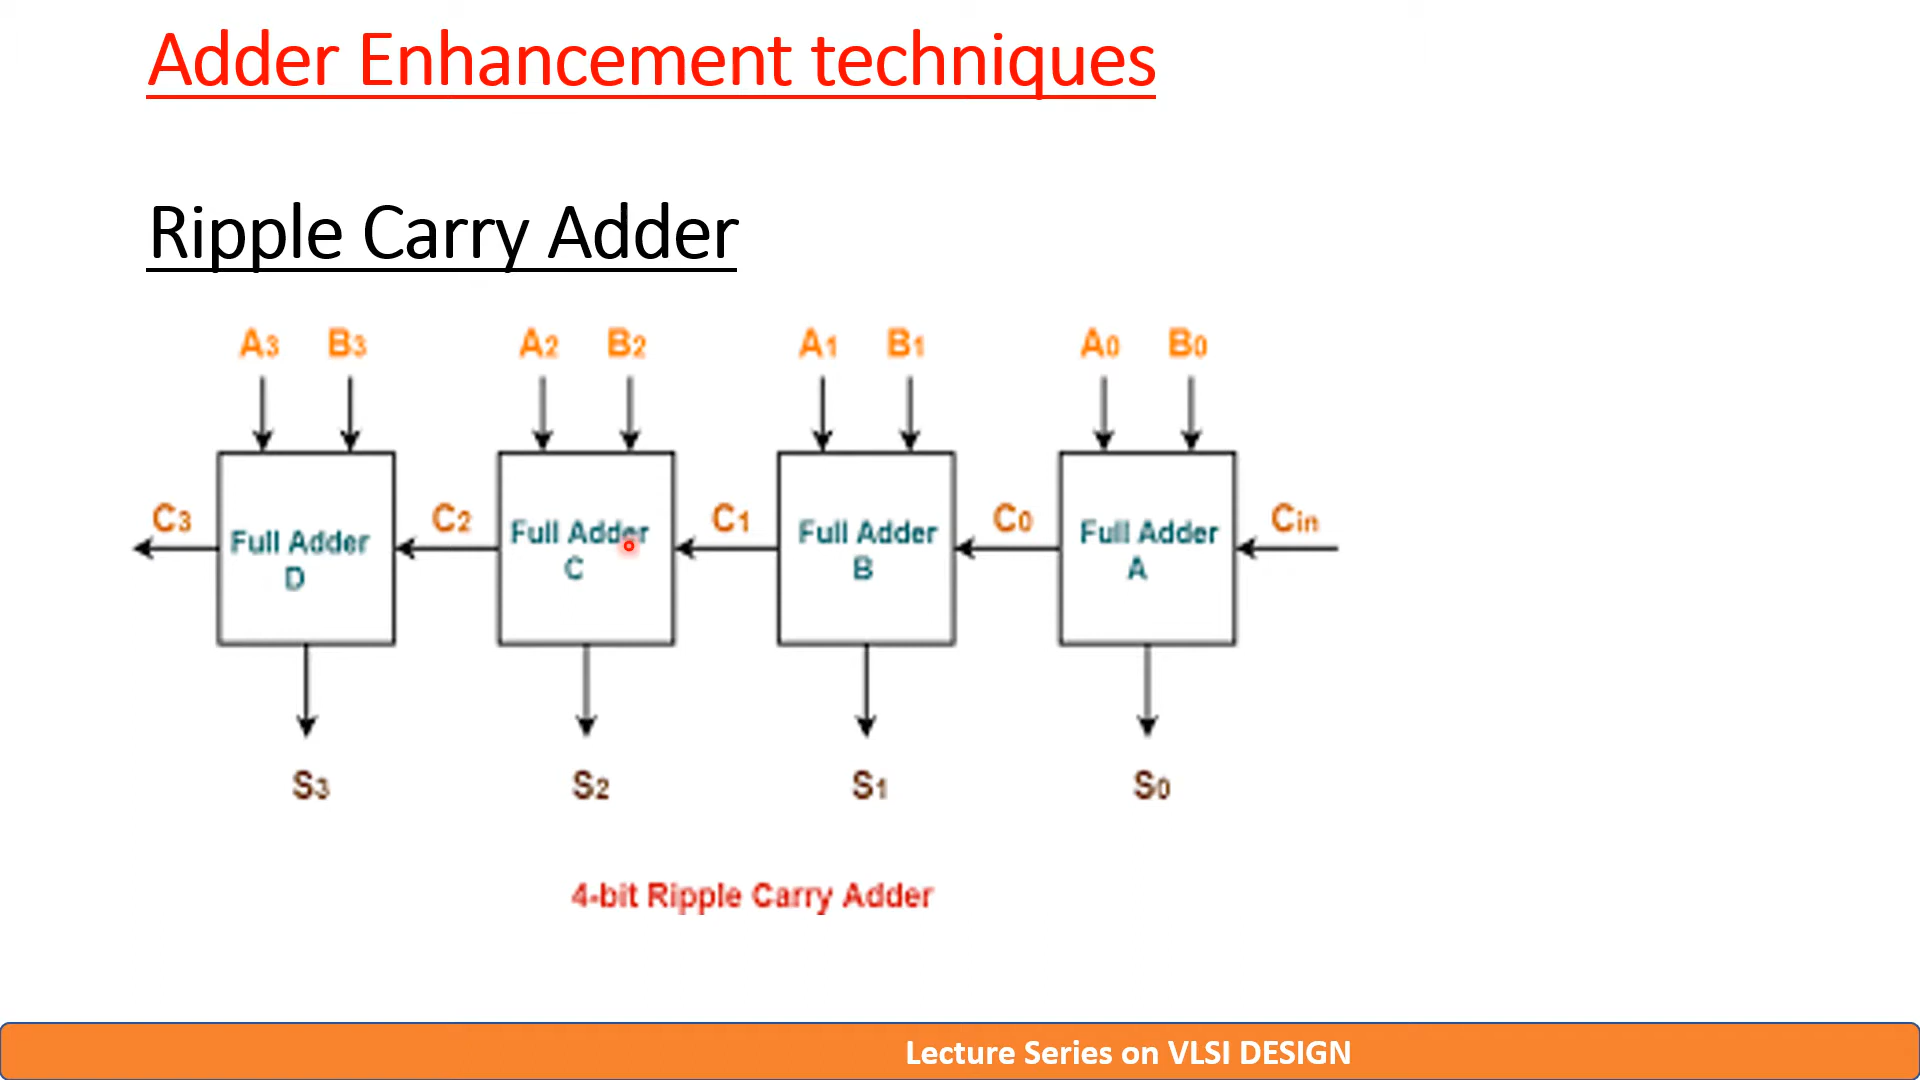 Adder Enhancement techniques
Ripple Carry Adder
A3 B3 A2 B2 A1 B1 A0 B0
C3 C2 C1 C0 Cin
Full Adder D
Full Adder C
Full Adder B
Full Adder A
S3 S2 S1 S0
4-bit Ripple Carry Adder
Lecture Series on VLSI DESIGN